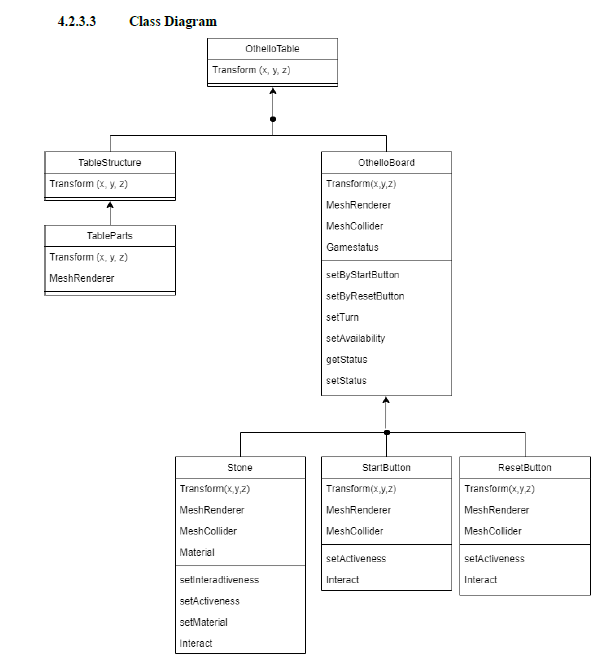 4.2.3.3 Class Diagram
OthelloTable
Transform (x, y, z)
TableStructure
Transform (x, y, z)
TableParts
Transform (x, y, z)
MeshRenderer
OthelloBoard
Transform(x,y,z)
MeshRenderer
MeshCollider
Gamestatus
setByStartButton
setByResetButton
setTurn
setAvailability
getStatus
setStatus
Stone
Transform(x,y,z)
MeshRenderer
MeshCollider
Material
setInteradtiveness
setActiveness
setMaterial
Interact
StartButton
Transform(x,y,z)
MeshRenderer
MeshCollider
setActiveness
Interact
ResetButton
Transform(x,y,z)
MeshRenderer
MeshCollider
setActiveness
Interact